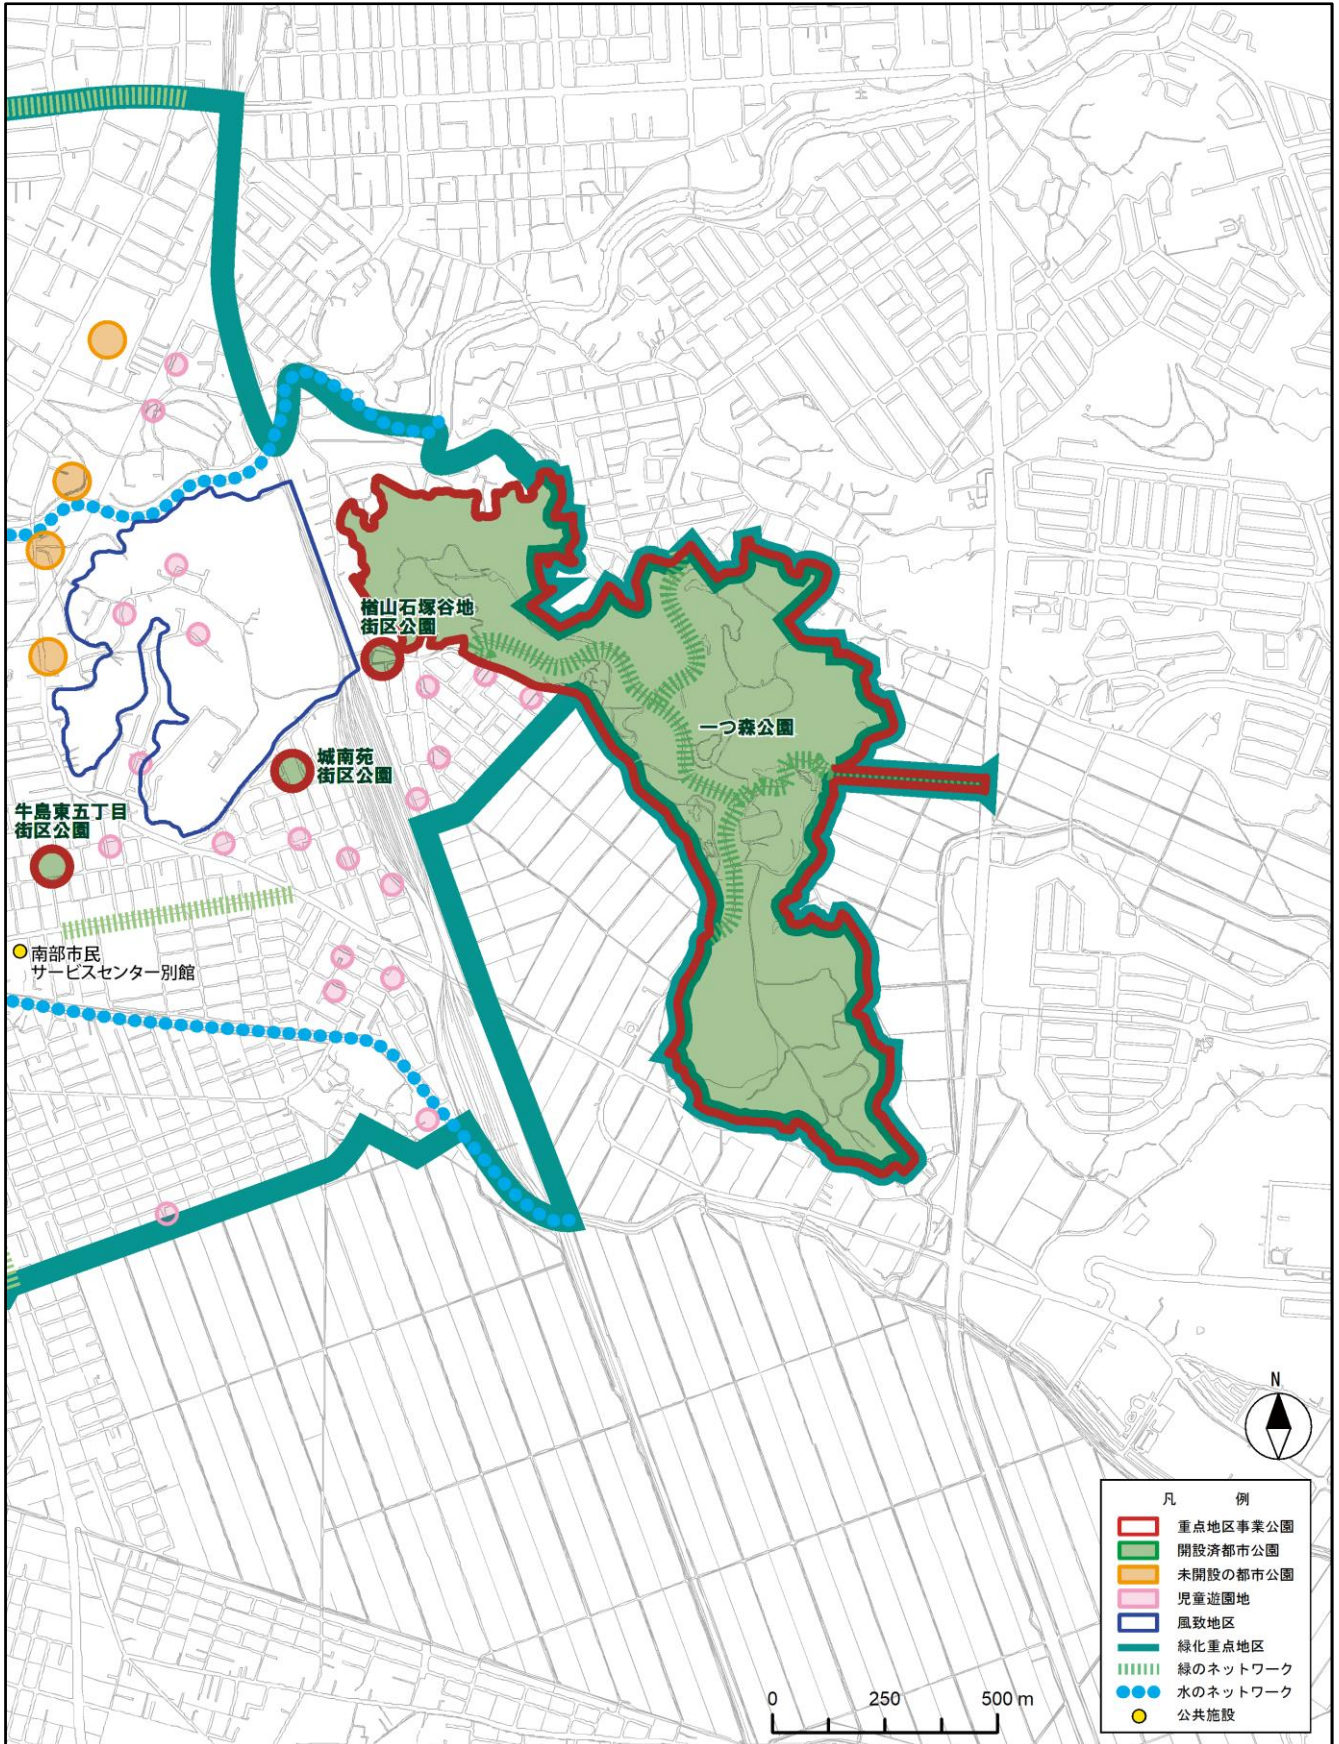 楢山石塚谷地
街区公園
一つ森公園
城南苑
街区公園
牛島東五丁目
街区公園
南部市民
サービスセンター別館
N
凡 例
重点地区事業公園
開設済都市公園
未開設の都市公園
児童遊園地
風致地区
緑化重点地区
緑のネットワーク
水のネットワーク
公共施設
0 250 500 m